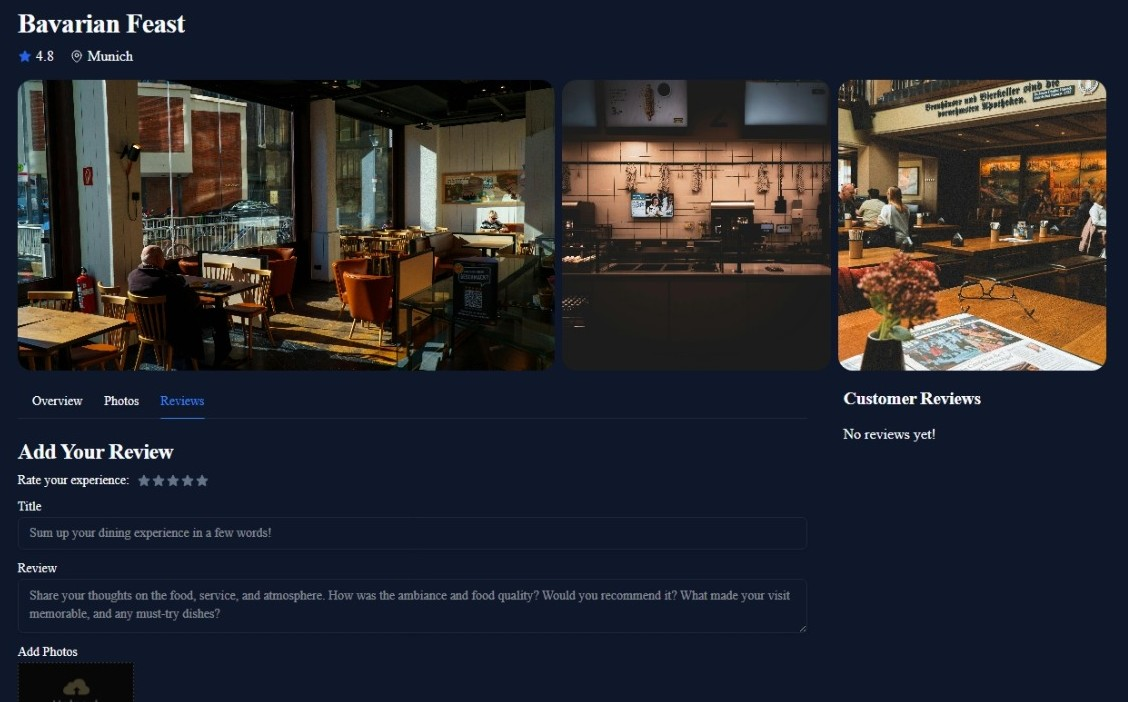 Bavarian Feast
4.8 Munich
Bernhäuser und Bierkeller sind die
vornehmsten Apotheken.
Overview Photos Reviews
Customer Reviews
No reviews yet!
Add Your Review
Rate your experience:
Title
Sum up your dining experience in a few words!
Review
Share your thoughts on the food, service, and atmosphere. How was the ambiance and food quality? Would you recommend it? What made your visit
memorable, and any must-try dishes?
Add Photos